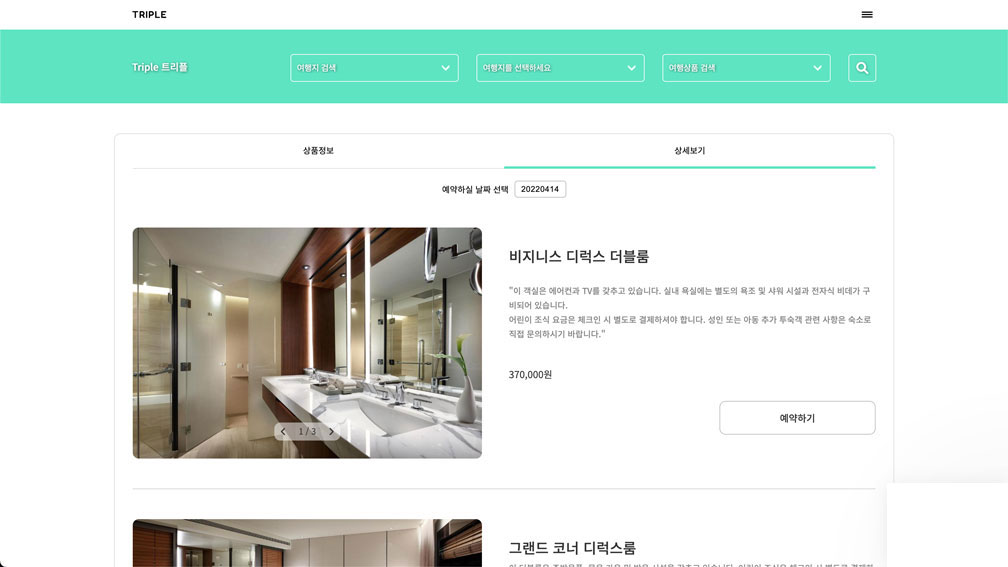 TRIPLE
Triple 트리플
여행지 검색
여행지를 선택하세요
여행상품 검색
상품정보
상세보기
예약하실 날짜 선택 20220414
비지니스 디럭스 더블룸
"이 객실은 에어컨과 TV를 갖추고 있습니다. 실내 욕실에는 별도의 욕조 및 샤워 시설과 전자식 비데가 구
비되어 있습니다.
어린이 조식 요금은 체크인 시 별도로 결제하셔야 합니다. 성인 또는 아동 추가 투숙객 관련 사항은 숙소로
직접 문의하시기 바랍니다."
370,000원
1 / 3
예약하기
그랜드 코너 디럭스룸